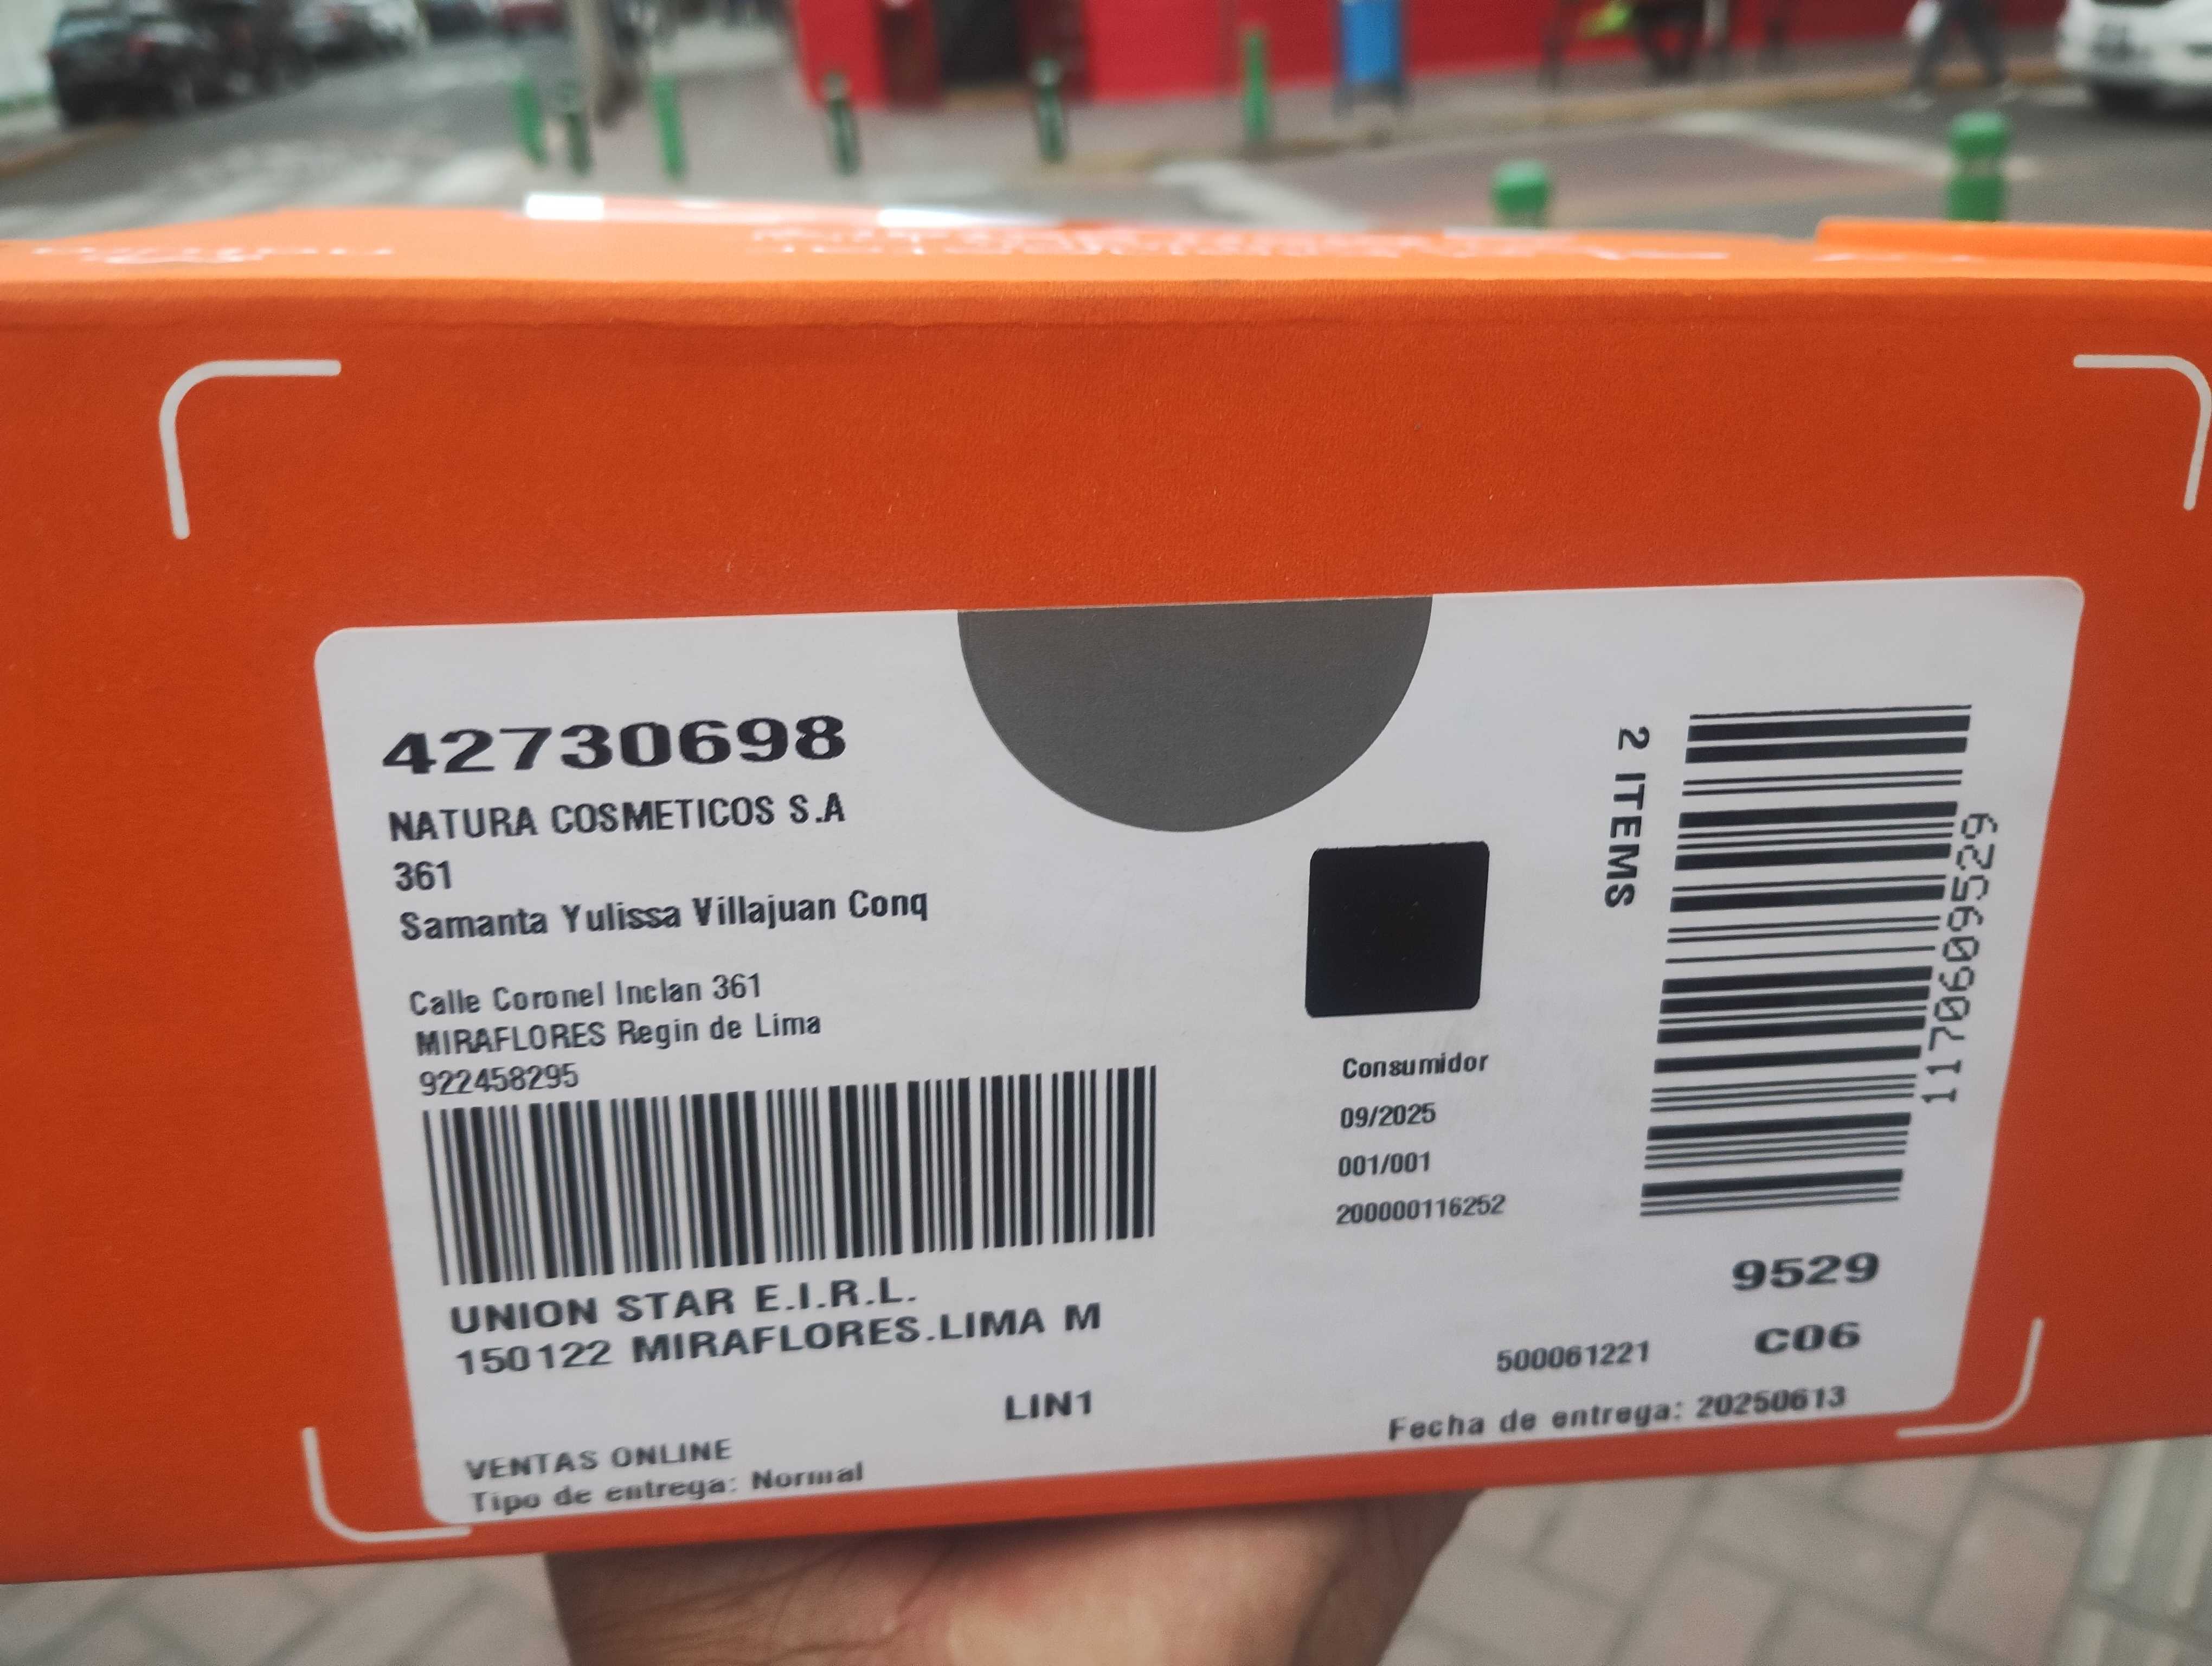 42730698
NATURA COSMETICOS S.A
361
Samanta Yulissa Villajuan Conq
Calle Coronel Inclan 361
MIRAFLORES Regin de Lima
922458295
UNION STAR E.I.R.L.
150122 MIRAFLORES.LIMA M
LIN1
VENTAS ONLINE
Tipo de entrega: Normal
Consumidor
09/2025
001/001
200000116252
2 ITEMS
11706609529
9529
C06
500061221
Fecha de entrega: 20250613